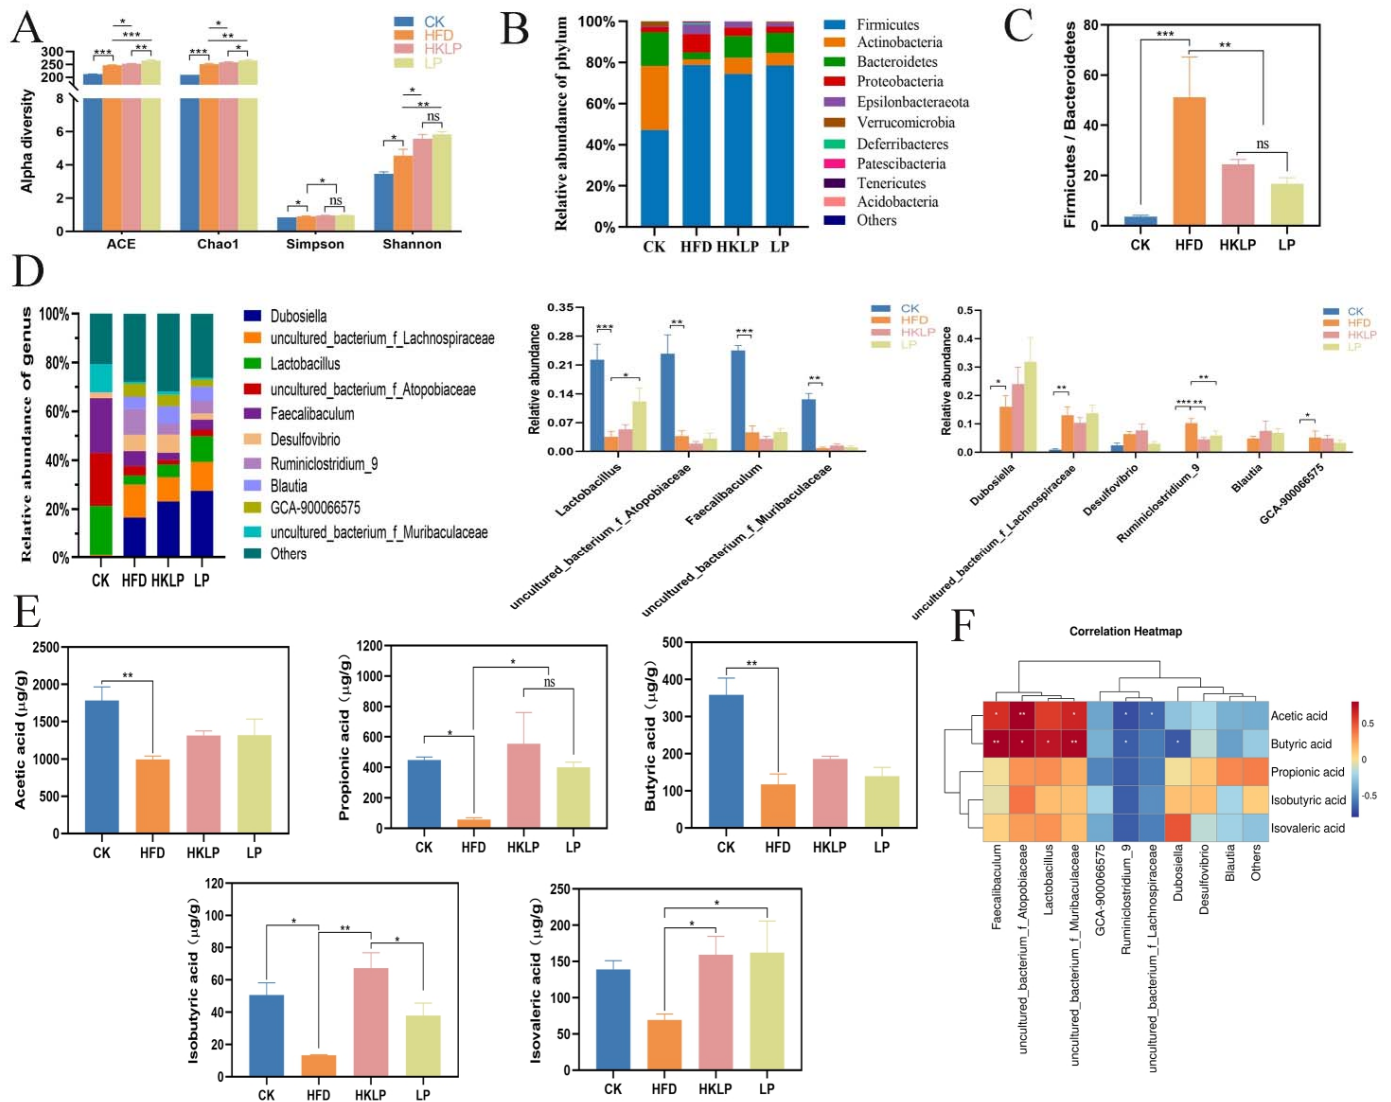 A
Alpha diversity
300
250
200
8
6
4
2
0
***
*
***
**
***
*
**
*
*
*
ns
*
*
**
ns
ACE Chao1 Simpson Shannon
CK
HFD
HKLP
LP
B
Relative abundance of phylum
100%
80%
60%
40%
20%
0%
CK HFD HKLP LP
Firmicutes
Actinobacteria
Bacteroidetes
Proteobacteria
Epsilonbacteraeota
Verrucomicrobia
Deferribacteres
Patescibacteria
Tenericutes
Acidobacteria
Others
C
Firmicutes / Bacteroidetes
80
60
40
20
0
***
**
ns
CK HFD HKLP LP
D
Relative abundance of genus
100%
80%
60%
40%
20%
0%
CK HFD HKLP LP
Dubosiella
uncultured_bacterium_f_Lachnospiraceae
Lactobacillus
uncultured_bacterium_f_Atopobiaceae
Faecalibaculum
Desulfovibrio
Ruminiclostridium_9
Blautia
GCA-900066575
uncultured_bacterium_f_Muribaculaceae
Others
Relative abundance
0.35
0.28
0.21
0.14
0.07
0.00
***
*
**
***
**
Lactobacillus
uncultured_bacterium_f_Atopobiaceae
Faecalibaculum
uncultured_bacterium_f_Muribaculaceae
CK
HFD
HKLP
LP
Relative abundance
0.5
0.4
0.3
0.2
0.1
0.0
*
**
***
**
**
*
Dubosiella
uncultured_bacterium_f_Lachnospiraceae
Desulfovibrio
Ruminiclostridium_9
Blautia
GCA-900066575
CK
HFD
HKLP
LP
E
Acetic acid (μg/g)
2500
2000
1500
1000
500
0
**
CK HFD HKLP LP
Propionic acid (μg/g)
1200
1000
800
600
400
200
0
*
*
ns
CK HFD HKLP LP
Butyric acid (μg/g)
500
400
300
200
100
0
**
CK HFD HKLP LP
Isobutyric acid (μg/g)
120
100
80
60
40
20
0
*
**
*
CK HFD HKLP LP
Isovaleric acid (μg/g)
250
200
150
100
50
0
*
*
CK HFD HKLP LP
F
Correlation Heatmap
* ** * * *
** * * ** * *
Acetic acid
Butyric acid
Propionic acid
Isobutyric acid
Isovaleric acid
0.5
0
-0.5
Faecalibaculum
uncultured_bacterium_f_Atopobiaceae
Lactobacillus
uncultured_bacterium_f_Muribaculaceae
GCA-900066575
Ruminiclostridium_9
uncultured_bacterium_f_Lachnospiraceae
Dubosiella
Desulfovibrio
Blautia
Others